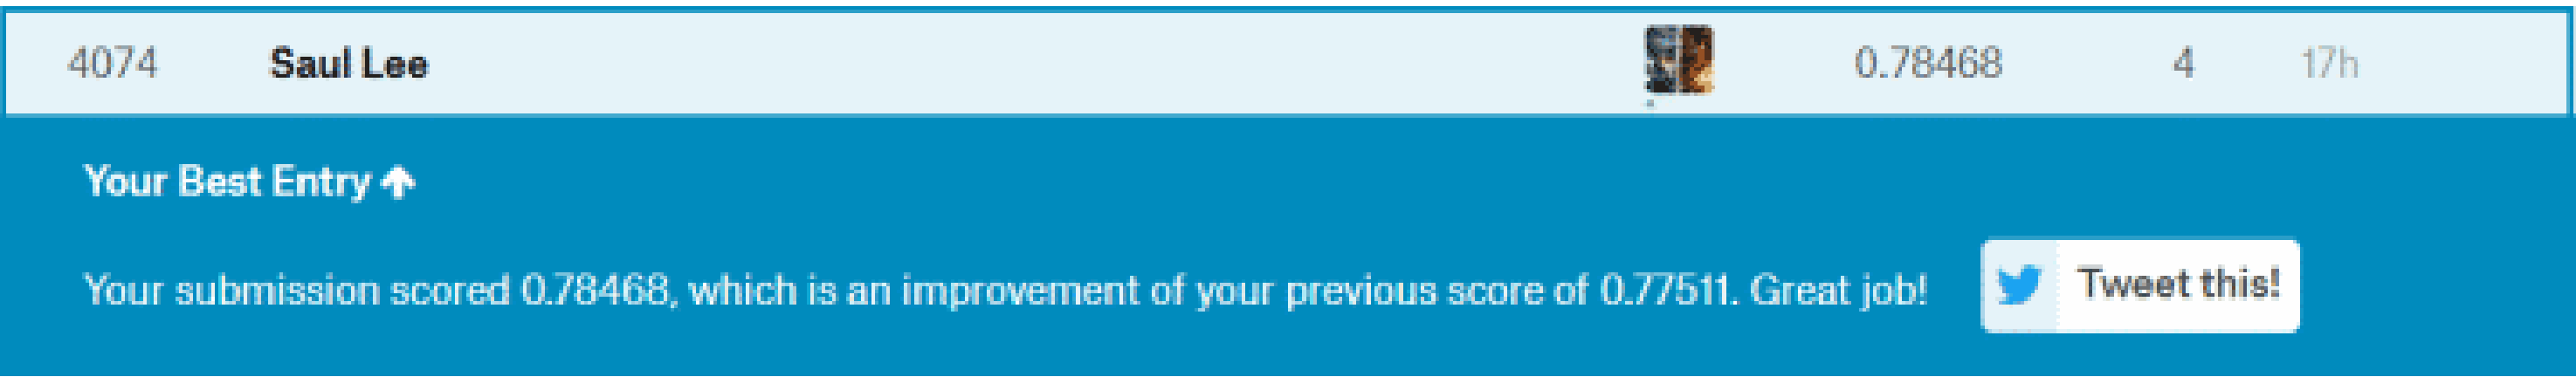 4074 Saul Lee 0.78468 4 17h
Your Best Entry ↑
Your submission scored 0.78468, which is an improvement of your previous score of 0.77511. Great job! Tweet this!